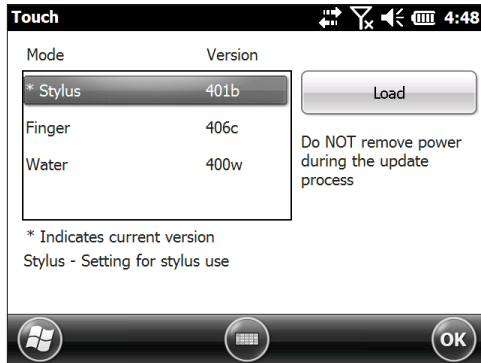 Touch 4:48
Mode Version
* Stylus 401b
Load
Finger 406c
Do NOT remove power
during the update
process
Water 400w
* Indicates current version
Stylus - Setting for stylus use
OK